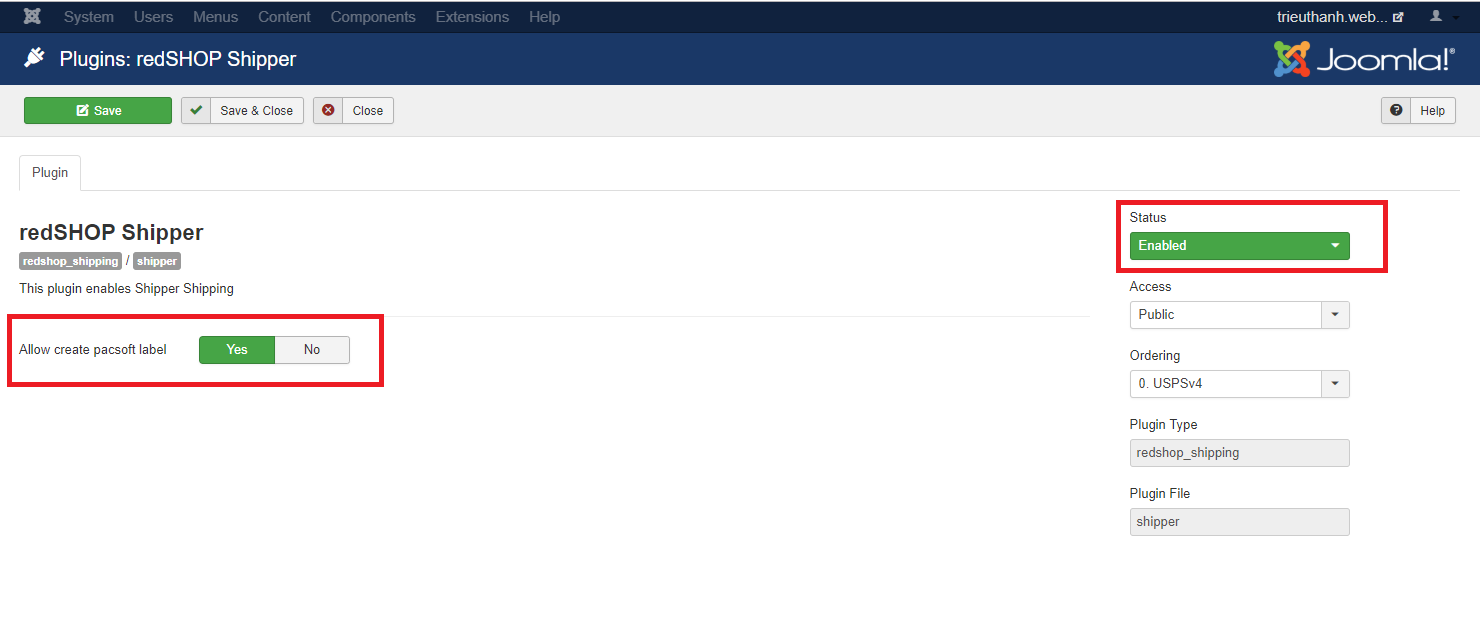 System Users Menus Content Components Extensions Help trieuthanh.web...
Plugins: redSHOP Shipper Joomla!®
Save Save & Close Close Help
Plugin
redSHOP Shipper
redshop_shipping / shipper
This plugin enables Shipper Shipping
Allow create pacsoft label Yes No
Status
Enabled
Access
Public
Ordering
0. USPSv4
Plugin Type
redshop_shipping
Plugin File
shipper